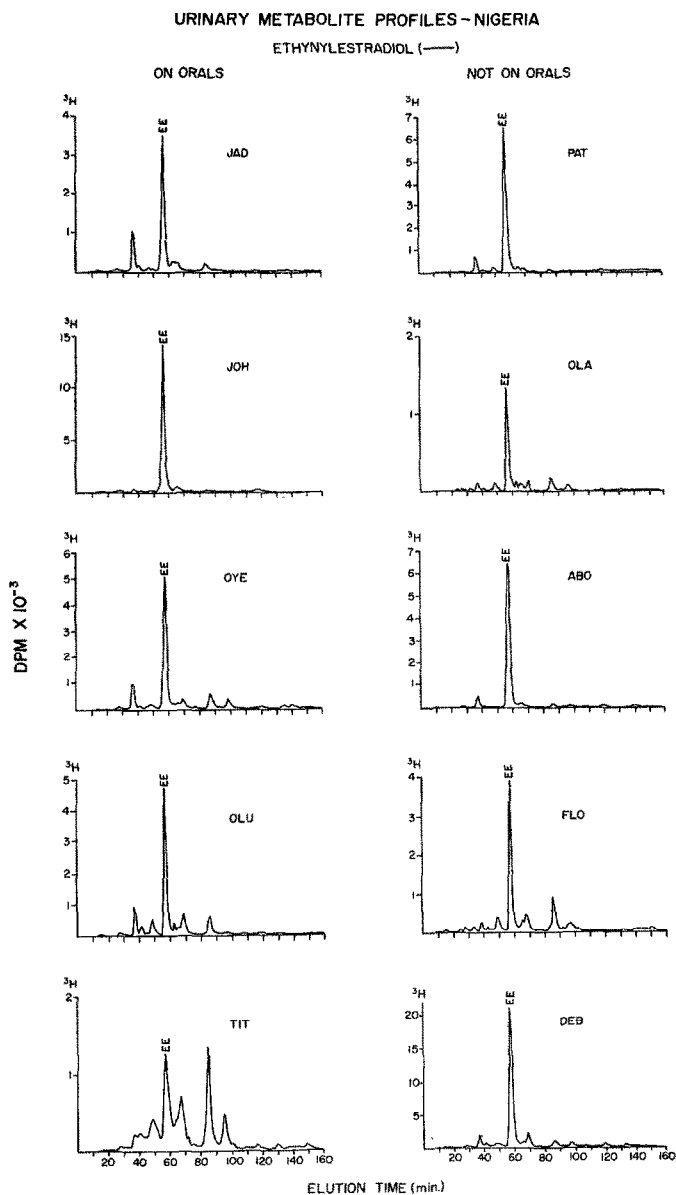 URINARY METABOLITE PROFILES–NIGERIA
ETHYNYLESTRADIOL (——)
ON ORALS
NOT ON ORALS
³H
4
3
2
1
EE
JAD
³H
7
6
5
4
3
2
1
EE
PAT
³H
15
10
5
EE
JOH
³H
2
1
EE
OLA
³H
6
5
4
3
2
1
EE
OYE
³H
7
6
5
4
3
2
1
EE
ABO
DPM X 10⁻³
³H
5
4
3
2
1
EE
OLU
³H
4
3
2
1
EE
FLO
³H
2
1
EE
TIT
20 40 60 80 100 120 140 160
³H
20
15
10
5
EE
DEB
20 40 60 80 100 120 140 160
ELUTION TIME (min.)